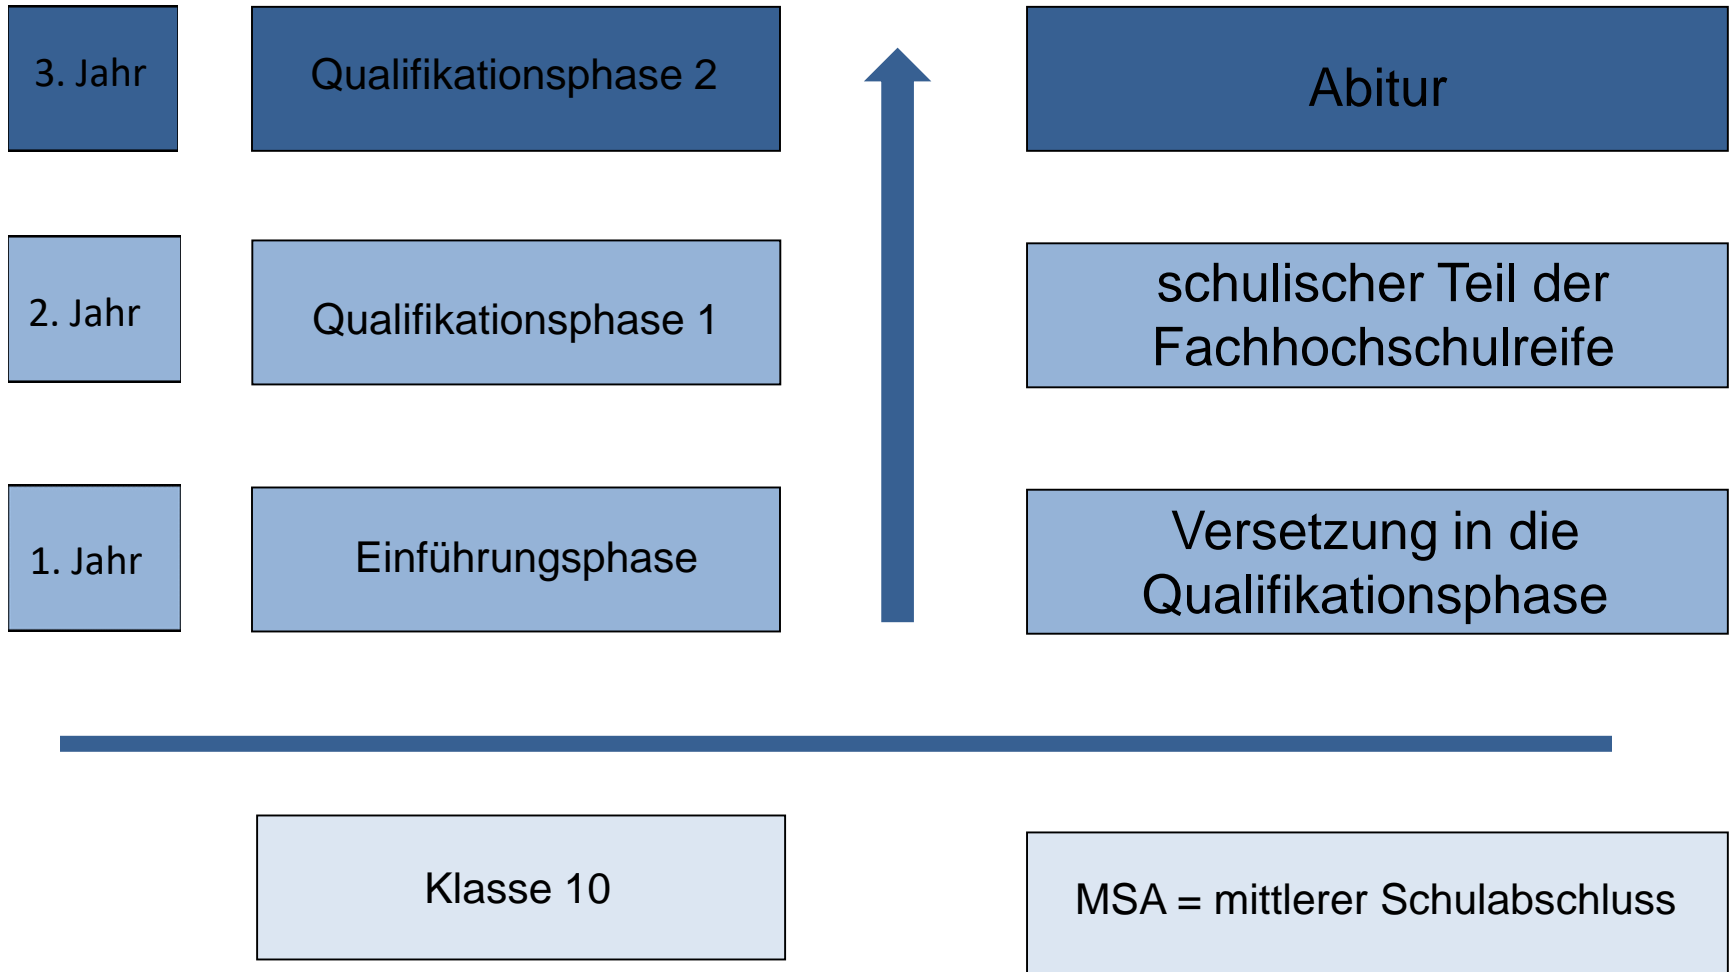 3. Jahr
Qualifikationsphase 2
Abitur
2. Jahr
Qualifikationsphase 1
schulischer Teil der
Fachhochschulreife
1. Jahr
Einführungsphase
Versetzung in die
Qualifikationsphase
Klasse 10
MSA = mittlerer Schulabschluss